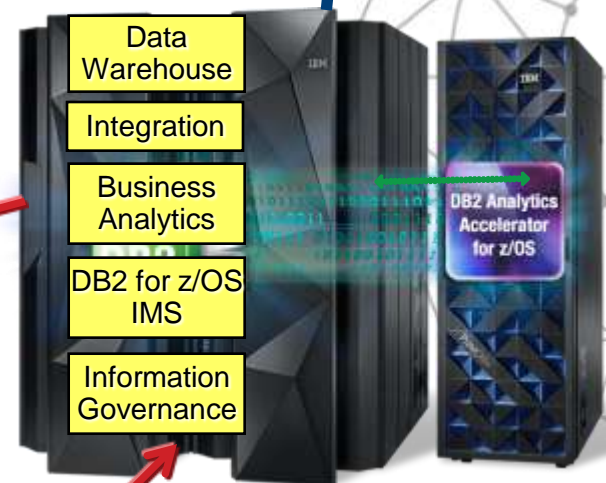 Data
Warehouse
IBM
IBM
Integration
Business
Analytics
DB2 for z/OS
IMS
Information
Governance
DB2 Analytics
Accelerator
for z/OS